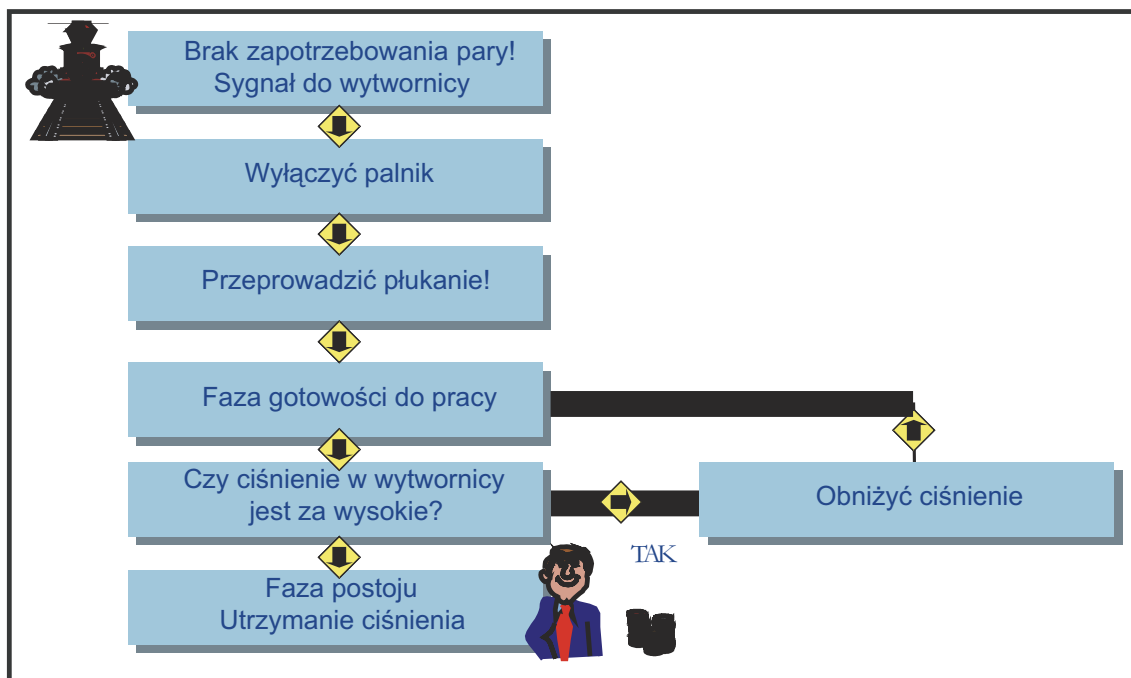 Brak zapotrzebowania pary!
Sygnał do wytwornicy
Wyłączyć palnik
Przeprowadzić płukanie!
Faza gotowości do pracy
Czy ciśnienie w wytwornicy
jest za wysokie?
Obniżyć ciśnienie
TAK
Faza postoju
Utrzymanie ciśnienia